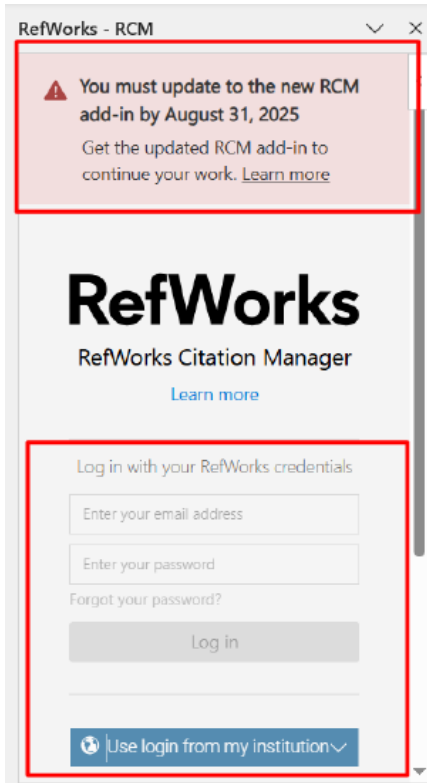 RefWorks - RCM
You must update to the new RCM
add-in by August 31, 2025
Get the updated RCM add-in to
continue your work. Learn more
RefWorks
RefWorks Citation Manager
Learn more
Log in with your RefWorks credentials
Enter your email address
Enter your password
Forgot your password?
Log in
Use login from my institution